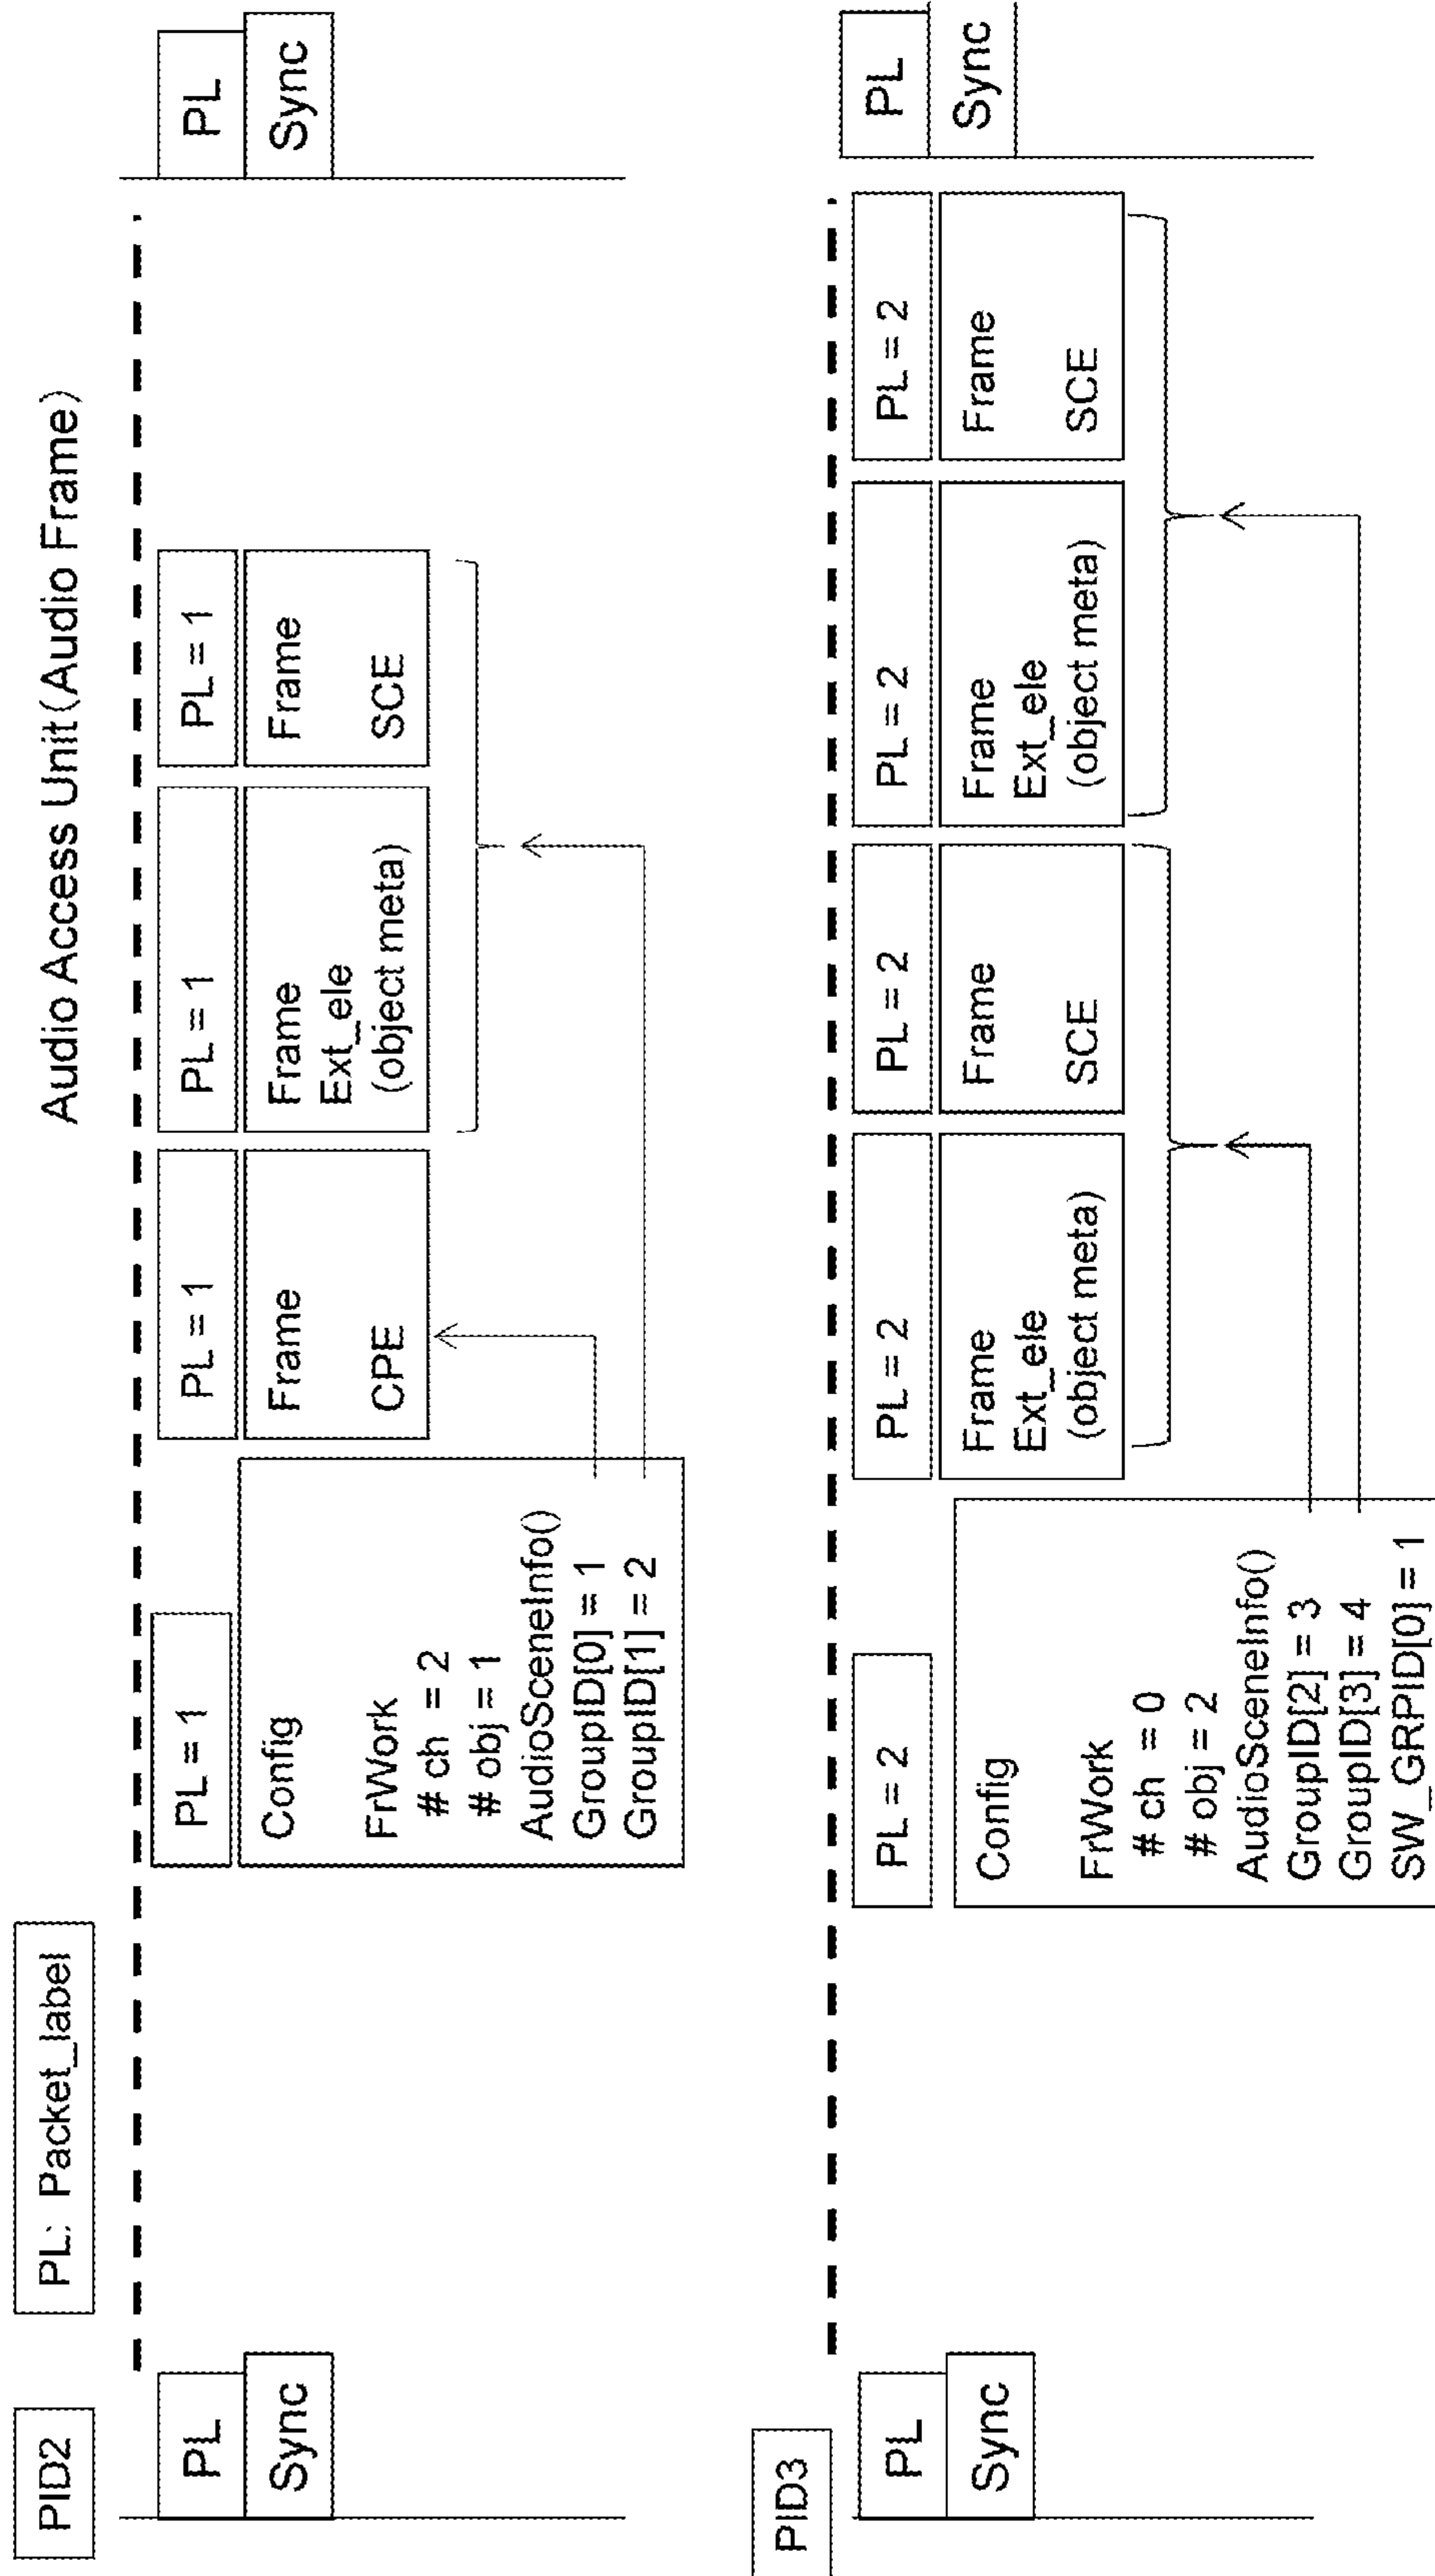 Audio Access Unit(Audio Frame)
PID2
PL: Packet_label
PL
Sync
PL = 1
Config
FrWork
# ch = 2
# obj = 1
AudioSceneInfo()
GroupID[0] = 1
GroupID[1] = 2
PL = 1
Frame
CPE
PL = 1
Frame
Ext_ele
(object meta)
PL = 1
Frame
SCE
PL
Sync
PID3
PL
Sync
PL = 2
Config
FrWork
# ch = 0
# obj = 2
AudioSceneInfo()
GroupID[2] = 3
GroupID[3] = 4
SW_GRPID[0] = 1
PL = 2
Frame
Ext_ele
(object meta)
PL = 2
Frame
SCE
PL = 2
Frame
Ext_ele
(object meta)
PL = 2
Frame
SCE
PL
Sync